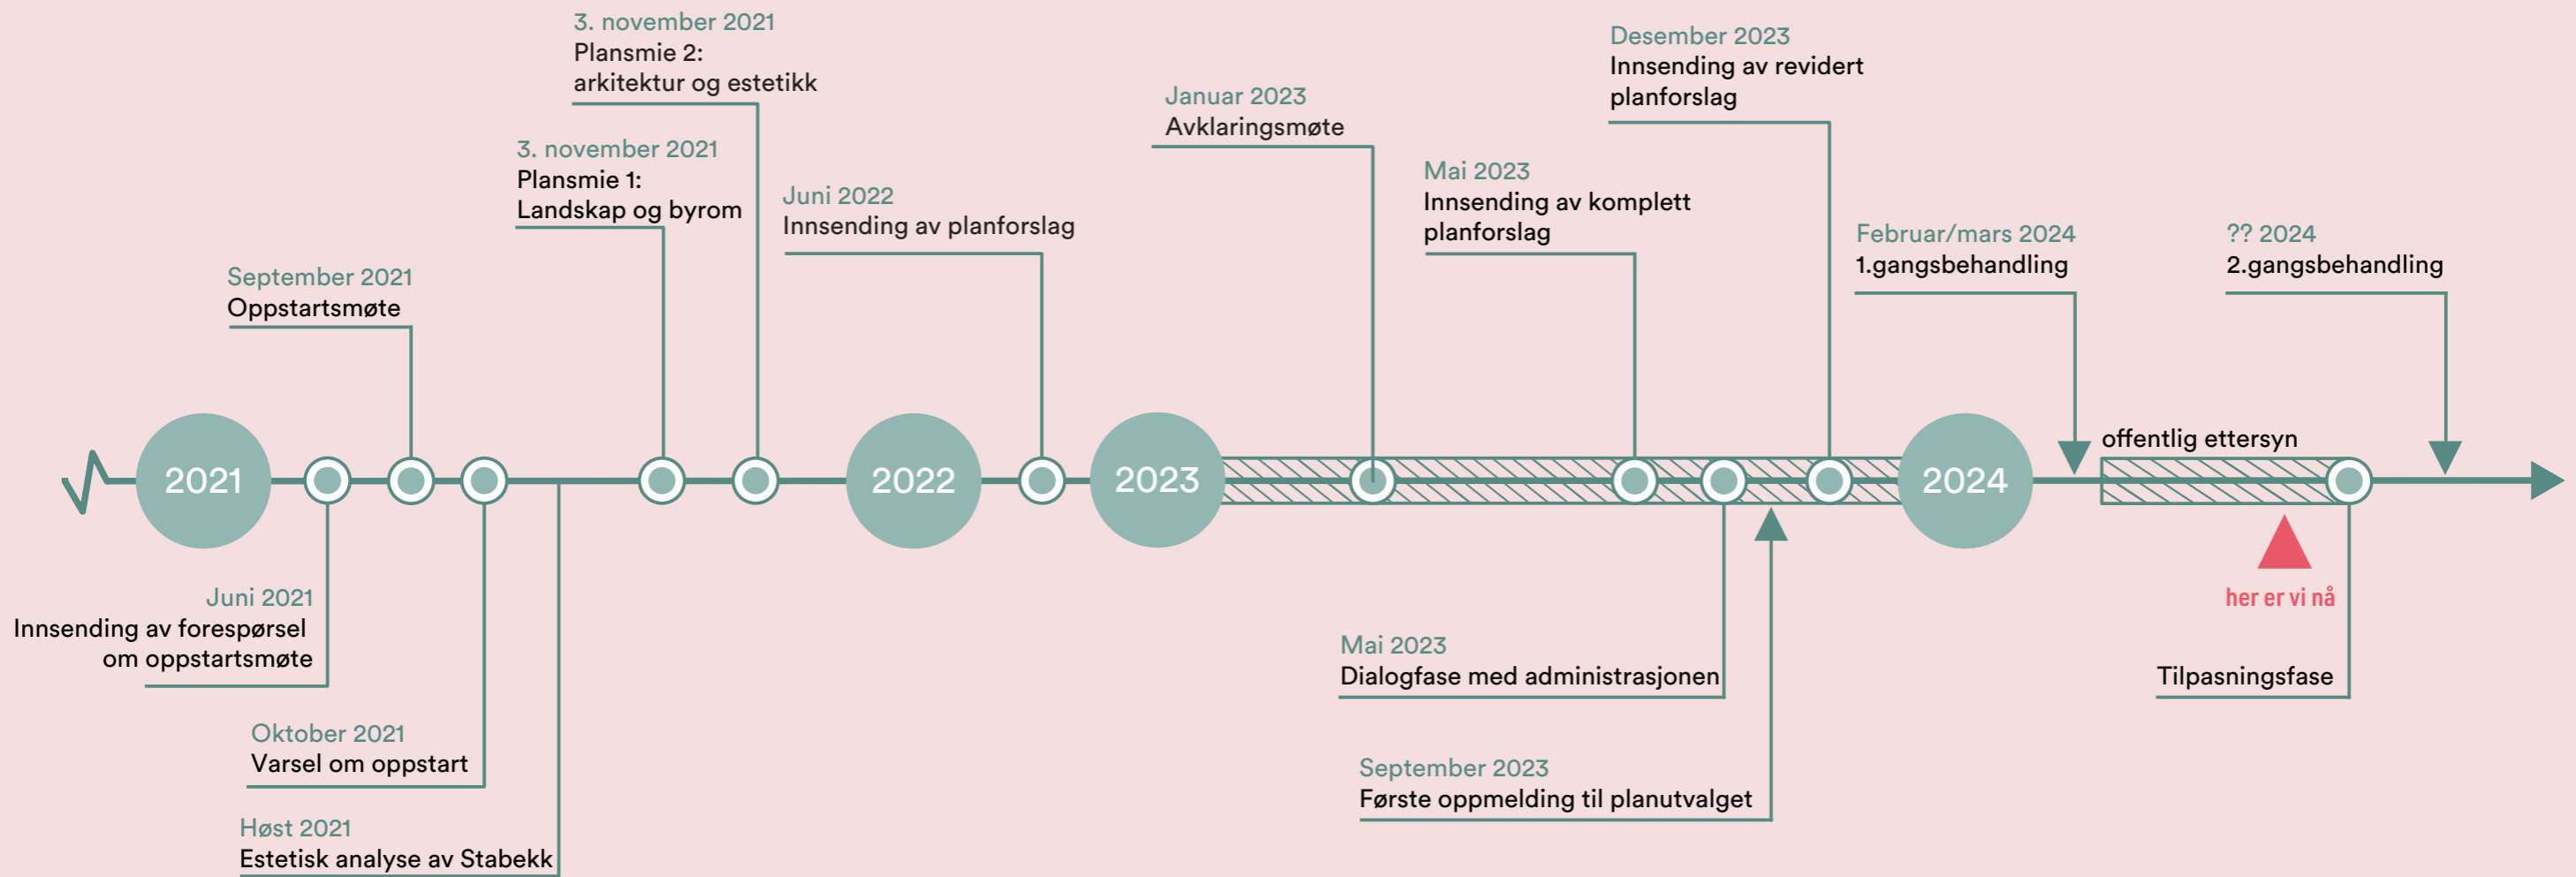 3. november 2021
Plansmie 2:
arkitektur og estetikk
3. november 2021
Plansmie 1:
Landskap og byrom
September 2021
Oppstartsmøte
Juni 2022
Innsending av planforslag
Januar 2023
Avklaringsmøte
Mai 2023
Innsending av komplett
planforslag
Desember 2023
Innsending av revidert
planforslag
Februar/mars 2024
1.gangsbehandling
?? 2024
2.gangsbehandling
offentlig ettersyn
2021
2022
2023
2024
her er vi nå
Juni 2021
Innsending av forespørsel
om oppstartsmøte
Oktober 2021
Varsel om oppstart
Høst 2021
Estetisk analyse av Stabekk
Mai 2023
Dialogfase med administrasjonen
September 2023
Første oppmelding til planutvalget
Tilpasningsfase